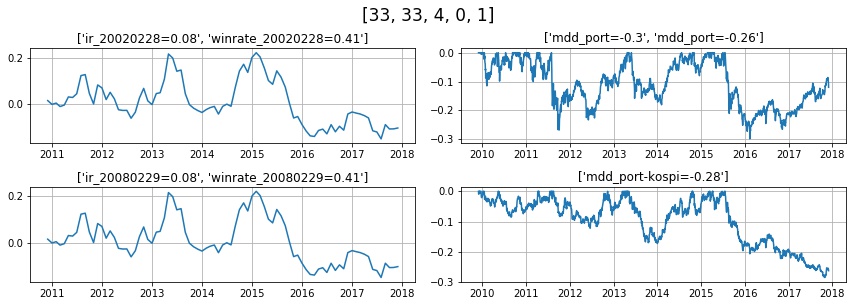 [33, 33, 4, 0, 1]
['ir_20020228=0.08', 'winrate_20020228=0.41']
0.2
0.0
2011 2012 2013 2014 2015 2016 2017 2018
['mdd_port=-0.3', 'mdd_port=-0.26']
0.0
−0.1
−0.2
−0.3
2010 2011 2012 2013 2014 2015 2016 2017 2018
['ir_20080229=0.08', 'winrate_20080229=0.41']
0.2
0.0
2011 2012 2013 2014 2015 2016 2017 2018
['mdd_port-kospi=-0.28']
0.0
−0.1
−0.2
−0.3
2010 2011 2012 2013 2014 2015 2016 2017 2018